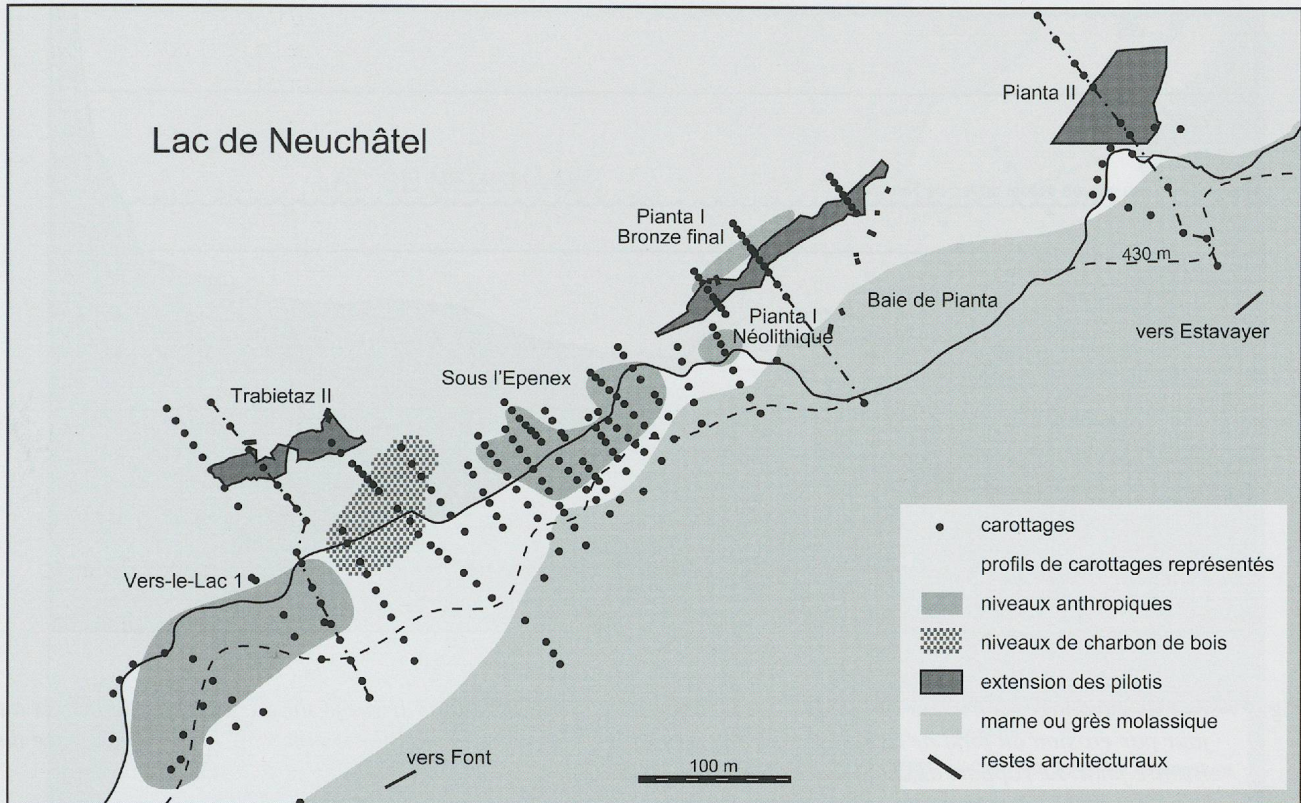 Lac de Neuchâtel
Pianta II
Pianta I
Bronze final
430 m
Baie de Pianta
Pianta I
Néolithique
vers Estavayer
Sous l'Epenex
Trabietaz II
Vers-le-Lac 1
vers Font
100 m
carottages
profils de carottages représentés
niveaux anthropiques
niveaux de charbon de bois
extension des pilotis
marne ou grès molassique
restes architecturaux